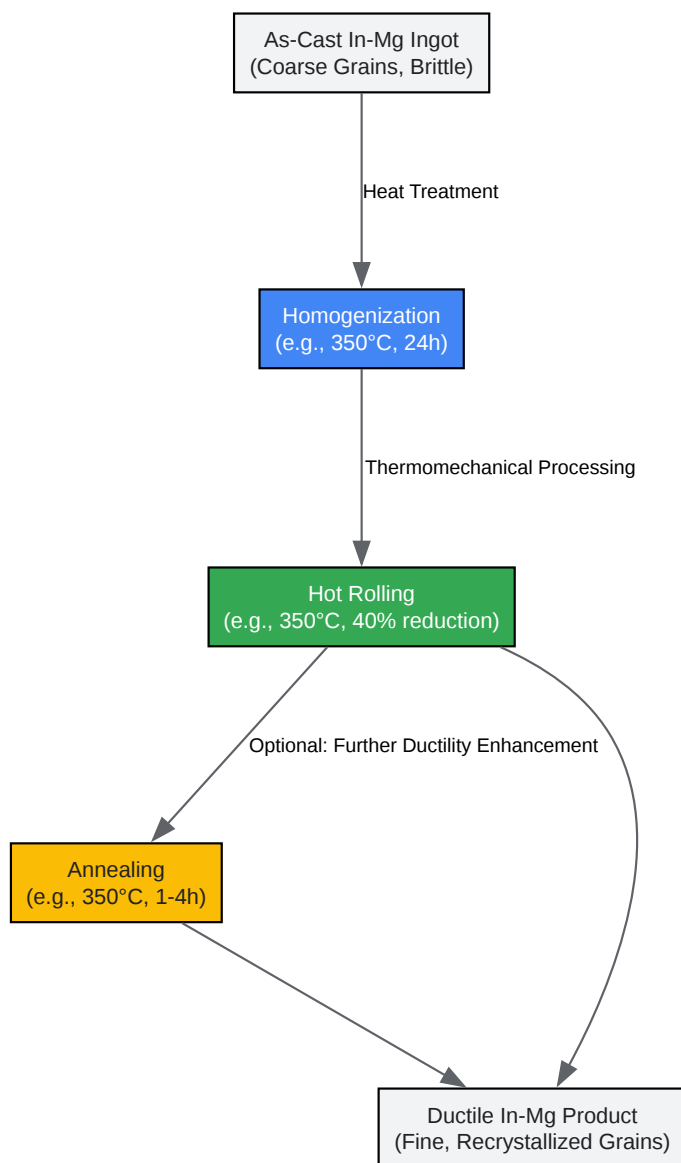 As-Cast In-Mg Ingot
(Coarse Grains, Brittle)
Heat Treatment
Homogenization
(e.g., 350°C, 24h)
Thermomechanical Processing
Hot Rolling
(e.g., 350°C, 40% reduction)
Optional: Further Ductility Enhancement
Annealing
(e.g., 350°C, 1-4h)
Ductile In-Mg Product
(Fine, Recrystallized Grains)